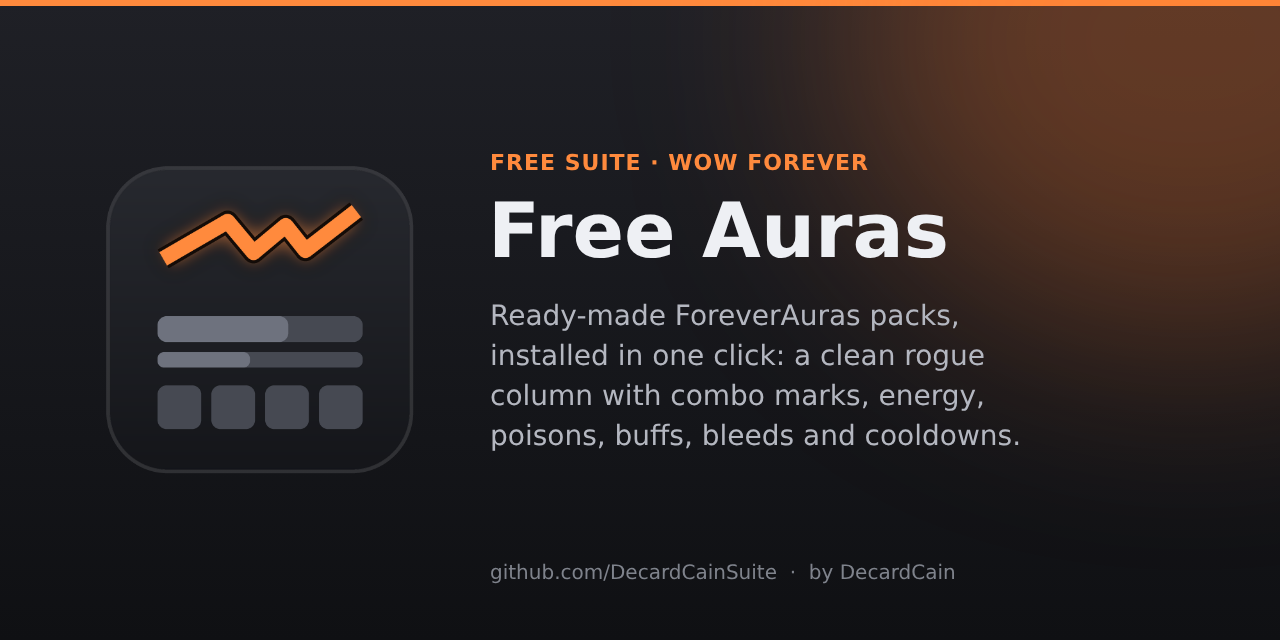 FREE SUITE · WOW FOREVER
Free Auras
Ready-made ForeverAuras packs,
installed in one click: a clean rogue
column with combo marks, energy,
poisons, buffs, bleeds and cooldowns.
github.com/DecardCainSuite · by DecardCain